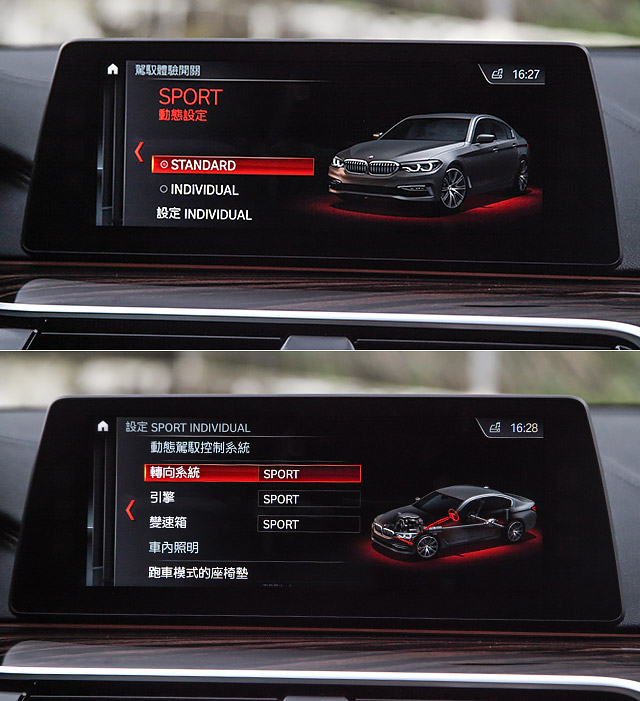 駕馭體驗開關
16:27
SPORT
動態設定
STANDARD
INDIVIDUAL
設定 INDIVIDUAL
設定 SPORT INDIVIDUAL
16:28
動態駕馭控制系統
轉向系統 SPORT
引擎 SPORT
變速箱 SPORT
車內照明
跑車模式的座椅墊